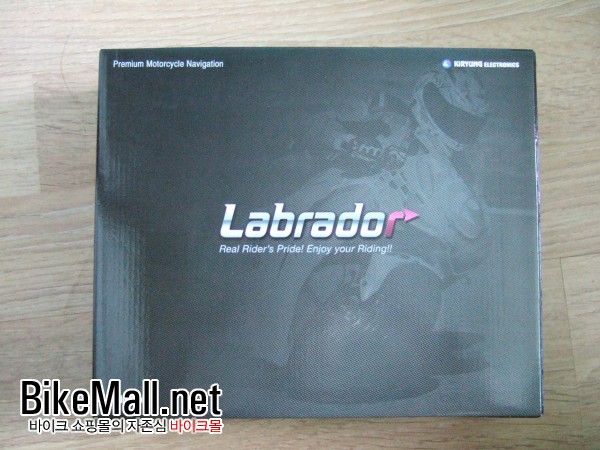 Premium Motorcycle Navigation
KIRYUNG ELECTRONICS
Labrador
Real Rider's Pride! Enjoy your Riding!!
BikeMall.net
바이크 쇼핑몰의 자존심 바이크몰